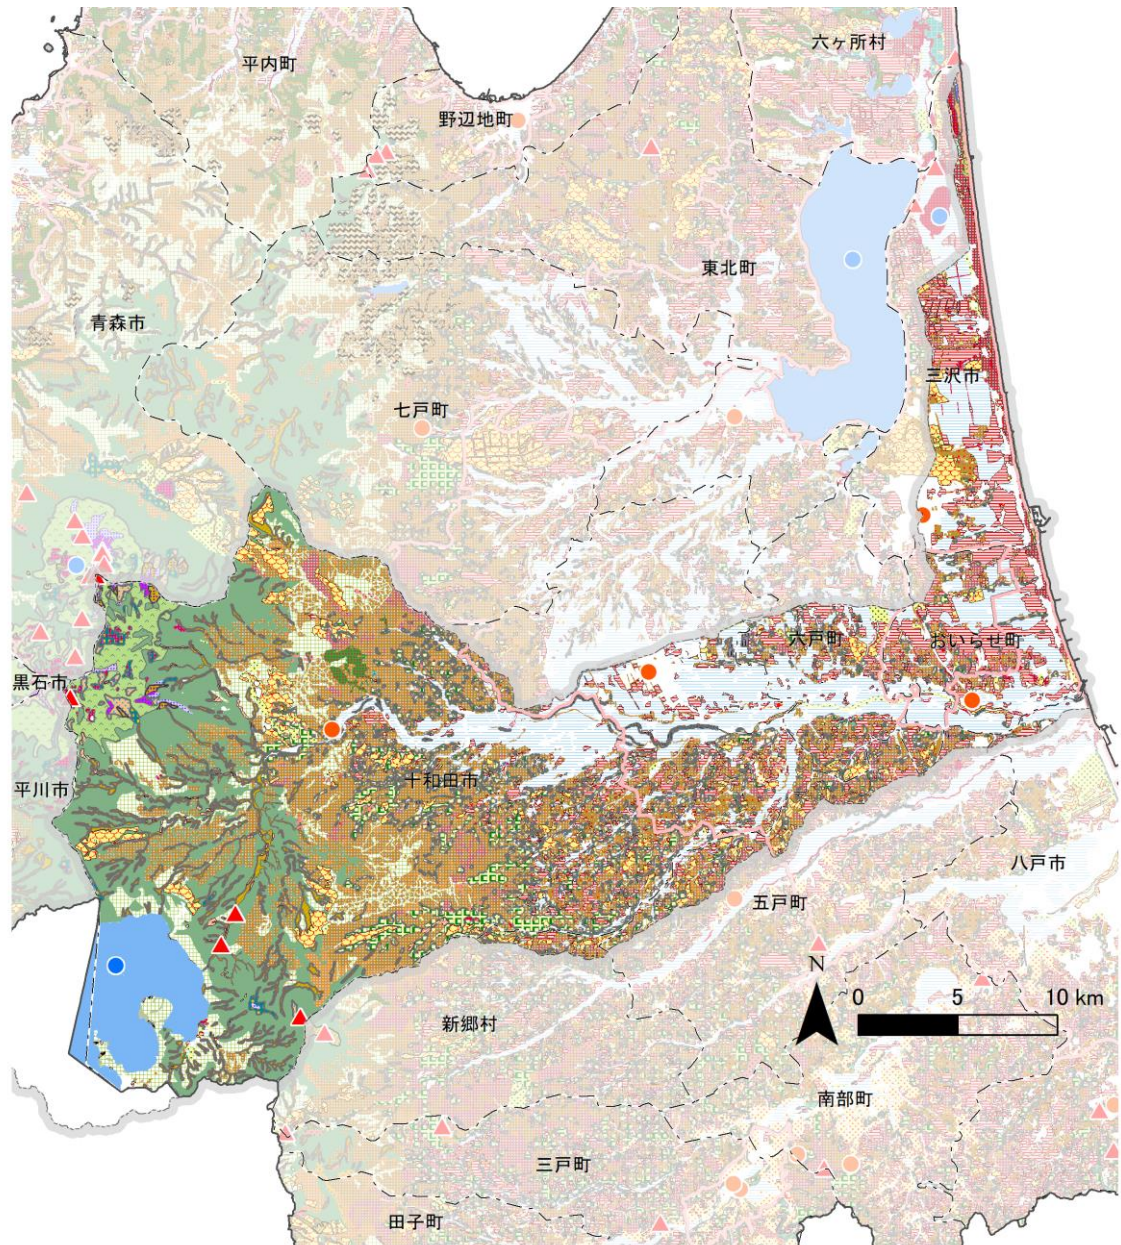 六ヶ所村
平内町
野辺地町
東北町
青森市
三沢市
七戸町
六戸町
おいらせ町
黒石市
十和田市
平川市
八戸市
五戸町
N
0 5 10 km
新郷村
南部町
三戸町
田子町